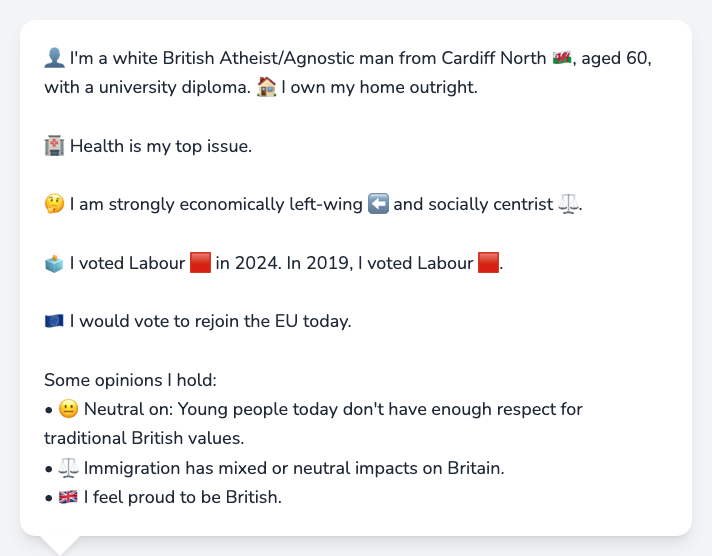 👤 I'm a white British Atheist/Agnostic man from Cardiff North 🏴󠁧󠁢󠁷󠁬󠁳󠁿, aged 60,
with a university diploma. 🏠 I own my home outright.
🏥 Health is my top issue.
🤔 I am strongly economically left-wing ⬅️ and socially centrist ⚖️.
🗳️ I voted Labour 🟥 in 2024. In 2019, I voted Labour 🟥.
🇪🇺 I would vote to rejoin the EU today.
Some opinions I hold:
• 😐 Neutral on: Young people today don't have enough respect for
traditional British values.
• ⚖️ Immigration has mixed or neutral impacts on Britain.
• 🇬🇧 I feel proud to be British.